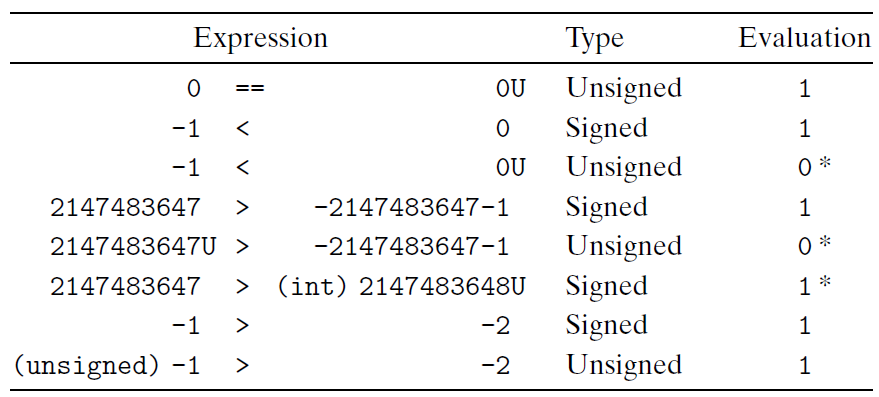 Expression Type Evaluation
0 == 0U Unsigned 1
-1 < 0 Signed 1
-1 < 0U Unsigned 0 *
2147483647 > -2147483647-1 Signed 1
2147483647U > -2147483647-1 Unsigned 0 *
2147483647 > (int) 2147483648U Signed 1 *
-1 > -2 Signed 1
(unsigned) -1 > -2 Unsigned 1